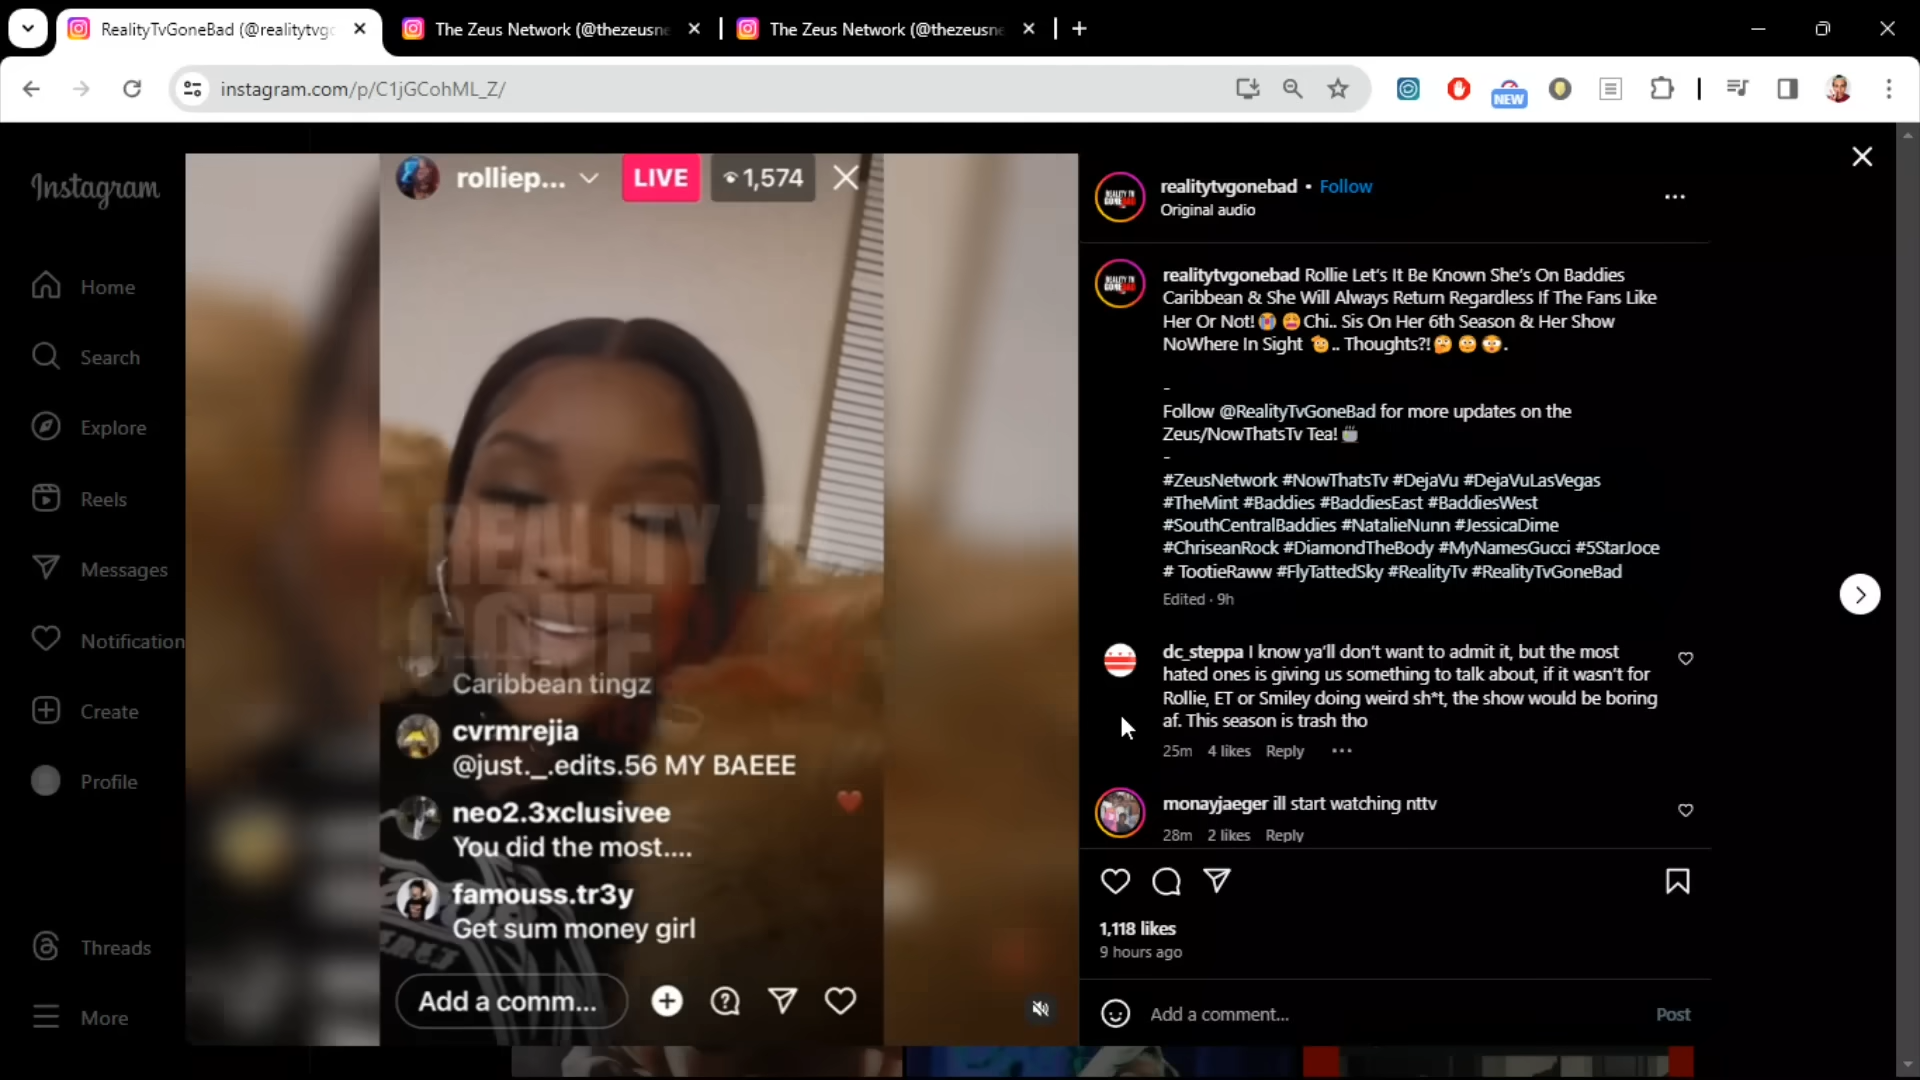 RealityTvGoneBad (@realitytvgo
The Zeus Network (@thezeusne
The Zeus Network (@thezeusne
instagram.com/p/C1jGCohML_Z/
NEW
Instagram
Home
Search
Explore
Reels
Messages
Notification
Create
Profile
Threads
More
rolliep...
LIVE
1,574
REALITY TV
GONE
Caribbean tingz
cvrmrejia
@just._.edits.56 MY BAEEE
neo2.3xclusivee
You did the most....
famouss.tr3y
Get sum money girl
Add a comm...
realitytvgonebad • Follow
Original audio
realitytvgonebad Rollie Let's It Be Known She's On Baddies
Caribbean & She Will Always Return Regardless If The Fans Like
Her Or Not!😭😩Chi.. Sis On Her 6th Season & Her Show
NoWhere In Sight 🫡.. Thoughts?!🤔😳🤯.
-
Follow @RealityTvGoneBad for more updates on the
Zeus/NowThatsTv Tea!🍵
-
#ZeusNetwork #NowThatsTv #DejaVu #DejaVuLasVegas
#TheMint #Baddies #BaddiesEast #BaddiesWest
#SouthCentralBaddies #NatalieNunn #JessicaDime
#ChriseanRock #DiamondTheBody #MyNamesGucci #5StarJoce
# TootieRaww #FlyTattedSky #RealityTv #RealityTvGoneBad
Edited · 9h
dc_steppa I know ya'll don't want to admit it, but the most
hated ones is giving us something to talk about, if it wasn't for
Rollie, ET or Smiley doing weird sh*t, the show would be boring
af. This season is trash tho
25m 4 likes Reply
monayjaeger ill start watching nttv
28m 2 likes Reply
1,118 likes
9 hours ago
Add a comment...
Post